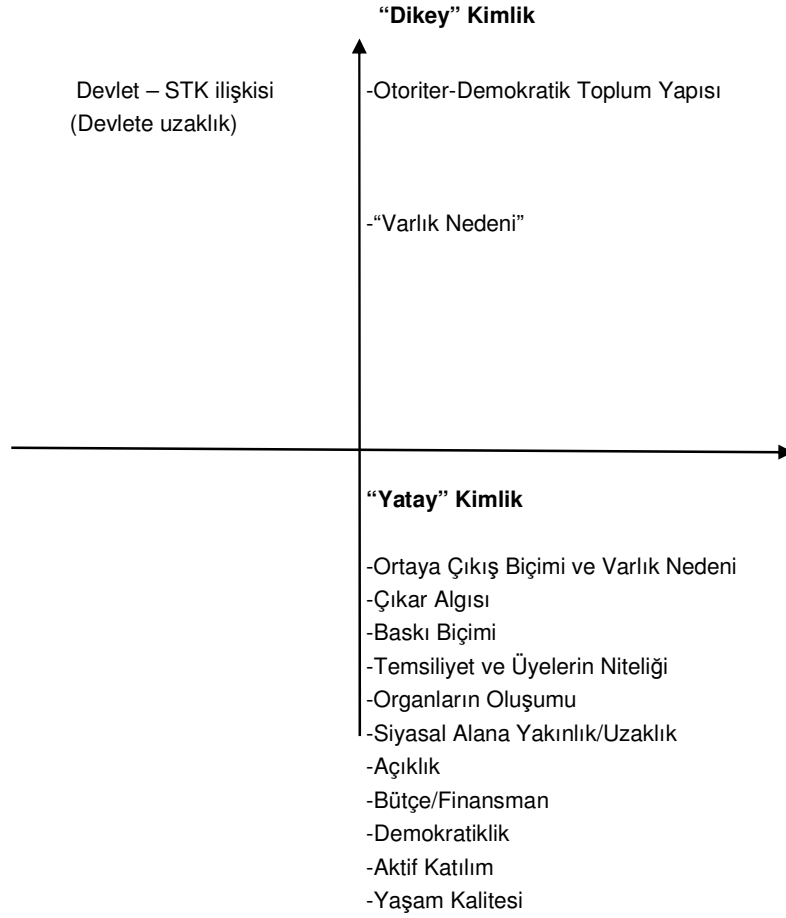 “Dikey” Kimlik
Devlet – STK ilişkisi
(Devlete uzaklık)
-Otoriter-Demokratik Toplum Yapısı
-“Varlık Nedeni”
“Yatay” Kimlik
-Ortaya Çıkış Biçimi ve Varlık Nedeni
-Çıkar Algısı
-Baskı Biçimi
-Temsiliyet ve Üyelerin Niteliği
-Organların Oluşumu
-Siyasal Alana Yakınlık/Uzaklık
-Açıklık
-Bütçe/Finansman
-Demokratiklik
-Aktif Katılım
-Yaşam Kalitesi